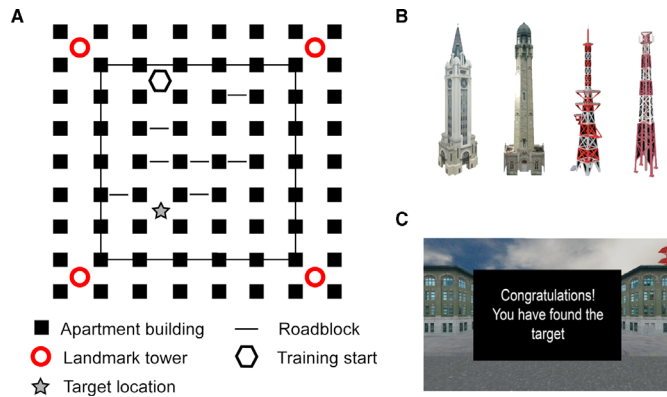 A
B
Apartment building
Roadblock
Landmark tower
Training start
Target location
C
Congratulations!
You have found the
target